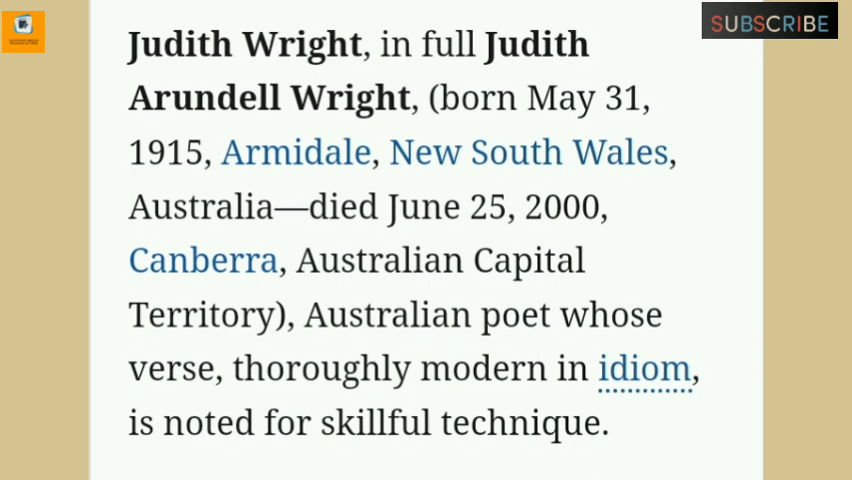 SUBSCRIBE
Judith Wright, in full Judith
Arundell Wright, (born May 31,
1915, Armidale, New South Wales,
Australia—died June 25, 2000,
Canberra, Australian Capital
Territory), Australian poet whose
verse, thoroughly modern in idiom,
is noted for skillful technique.